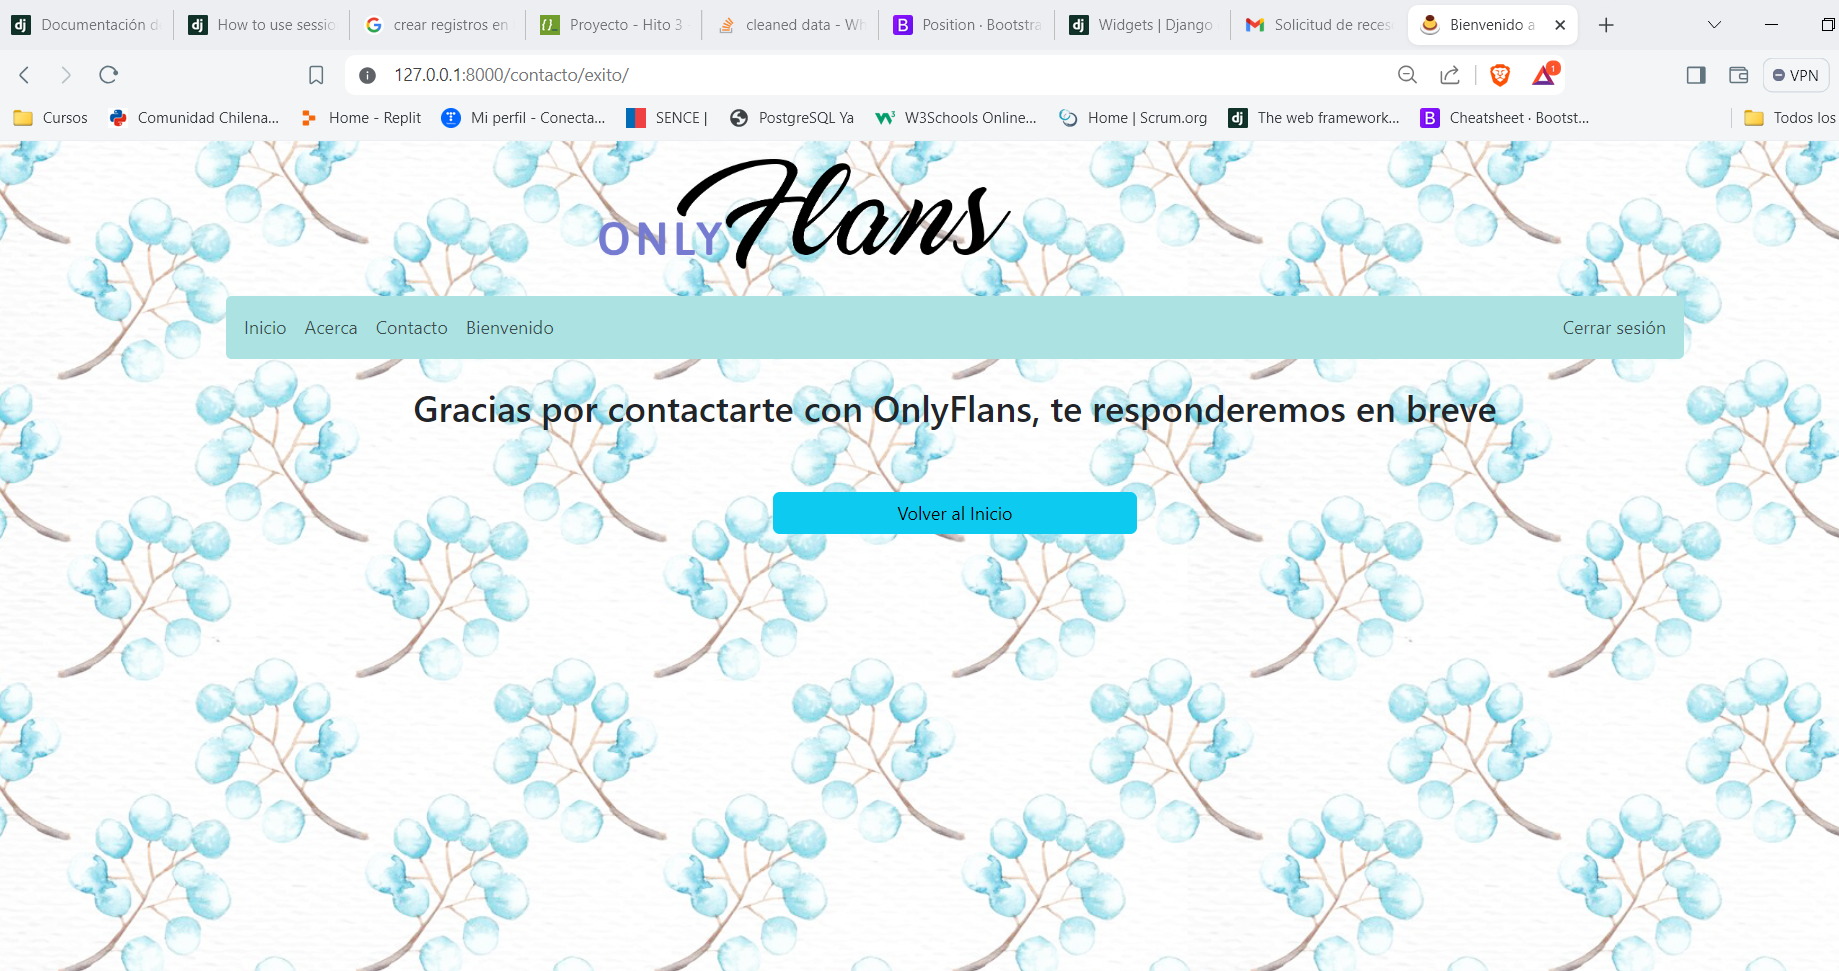 Documentación d
How to use sessio
crear registros en
Proyecto - Hito 3
cleaned data - Wh
Position · Bootstra
Widgets | Django
Solicitud de reces
Bienvenido a
127.0.0.1:8000/contacto/exito/
1
VPN
Cursos
Comunidad Chilena...
Home - Replit
Mi perfil - Conecta...
SENCE |
PostgreSQL Ya
W3Schools Online...
Home | Scrum.org
The web framework...
Cheatsheet · Bootst...
Todos los
ONLY Flans
Inicio Acerca Contacto Bienvenido Cerrar sesión
Gracias por contactarte con OnlyFlans, te responderemos en breve
Volver al Inicio